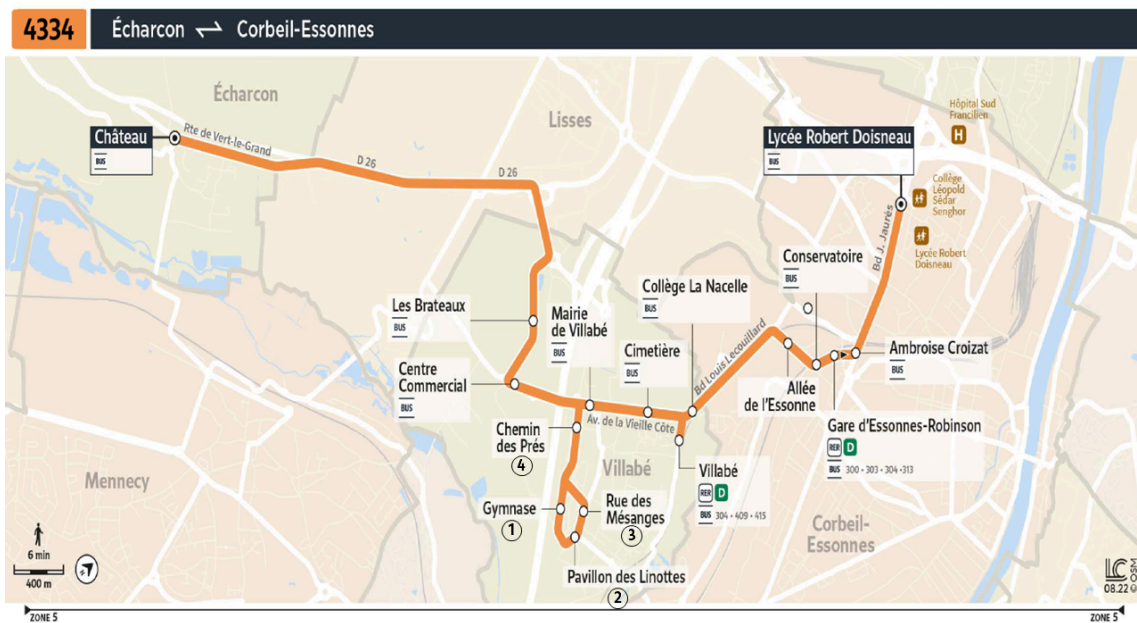 4334
Écharcon ⇌ Corbeil-Essonnes
Écharcon
Lisses
Hôpital Sud
Francilien
H
Château
BUS
Rte de Vert-le-Grand
D 26
D 26
Lycée Robert Doisneau
BUS
Collège
Léopold
Sédar
Senghor
Lycée Robert
Doisneau
Bd J. Jaurès
Conservatoire
BUS
Collège La Nacelle
BUS
Les Brateaux
BUS
Mairie
de Villabé
BUS
Cimetière
BUS
Bd Louis Lecouillard
Ambroise Croizat
BUS
Centre
Commercial
BUS
Allée
de l'Essonne
Av. de la Vieille Côte
Chemin
des Prés
4
Gare d'Essonnes-Robinson
RER D
BUS 300 • 303 • 304 • 313
Mennecy
Villabé
Villabé
RER D
BUS 304 • 409 • 415
Gymnase
1
Rue des
Mésanges
3
Corbeil-
Essonnes
Pavillon des Linottes
2
6 min
400 m
LC
08.22 © OSM
ZONE 5
ZONE 5